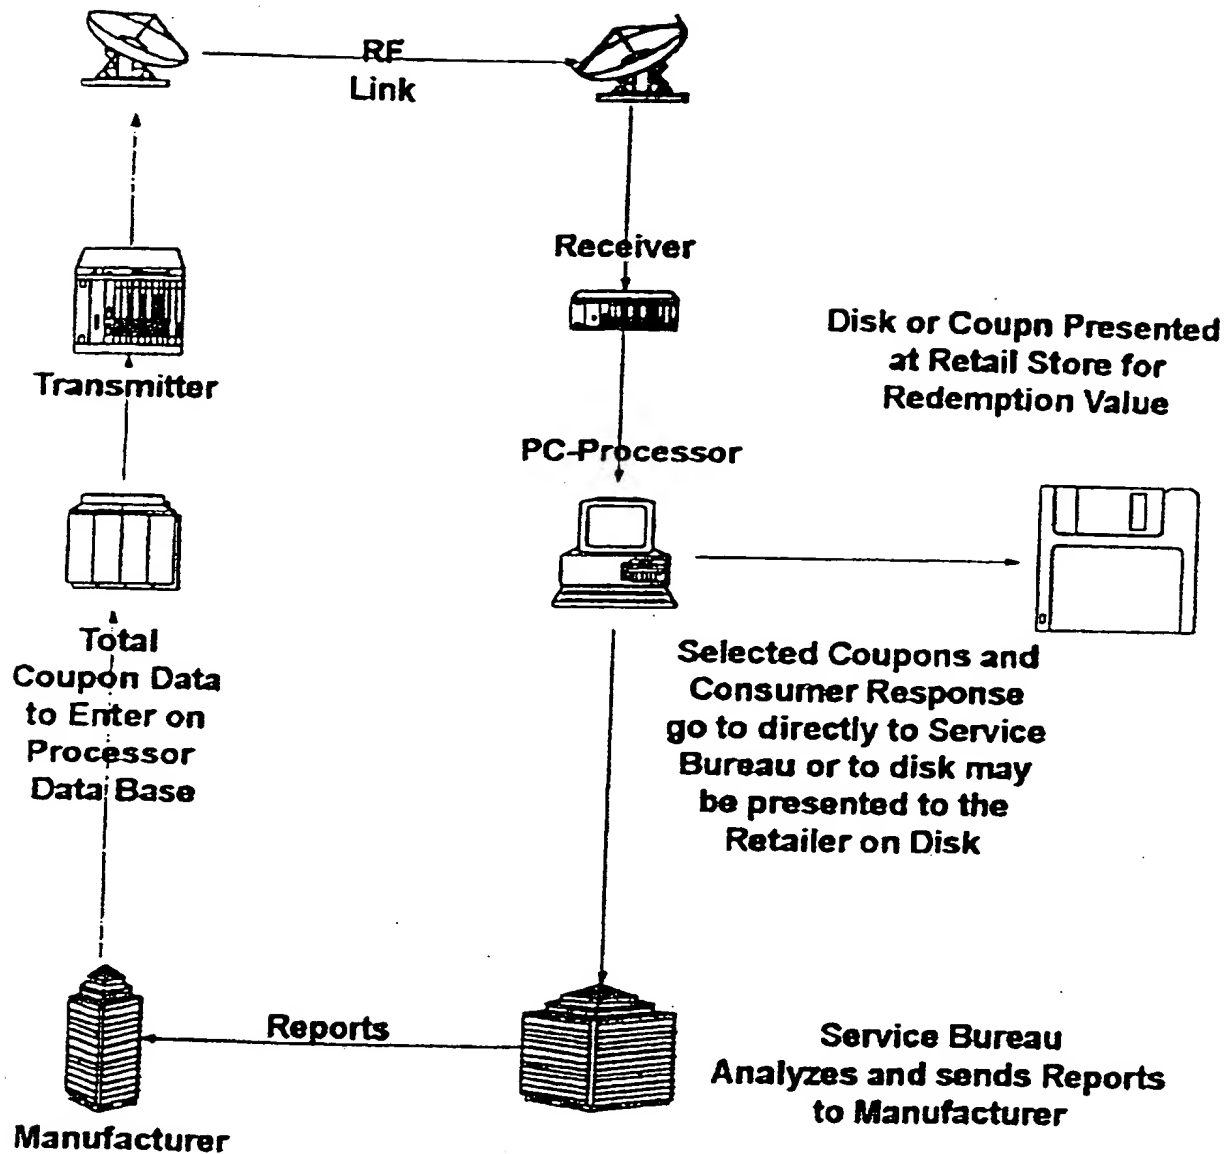 RF
Link
Receiver
Transmitter
Disk or Coupn Presented
at Retail Store for
Redemption Value
PC-Processor
Total
Coupon Data
to Enter on
Processor
Data Base
Selected Coupons and
Consumer Response
go to directly to Service
Bureau or to disk may
be presented to the
Retailer on Disk
Reports
Service Bureau
Analyzes and sends Reports
to Manufacturer
Manufacturer